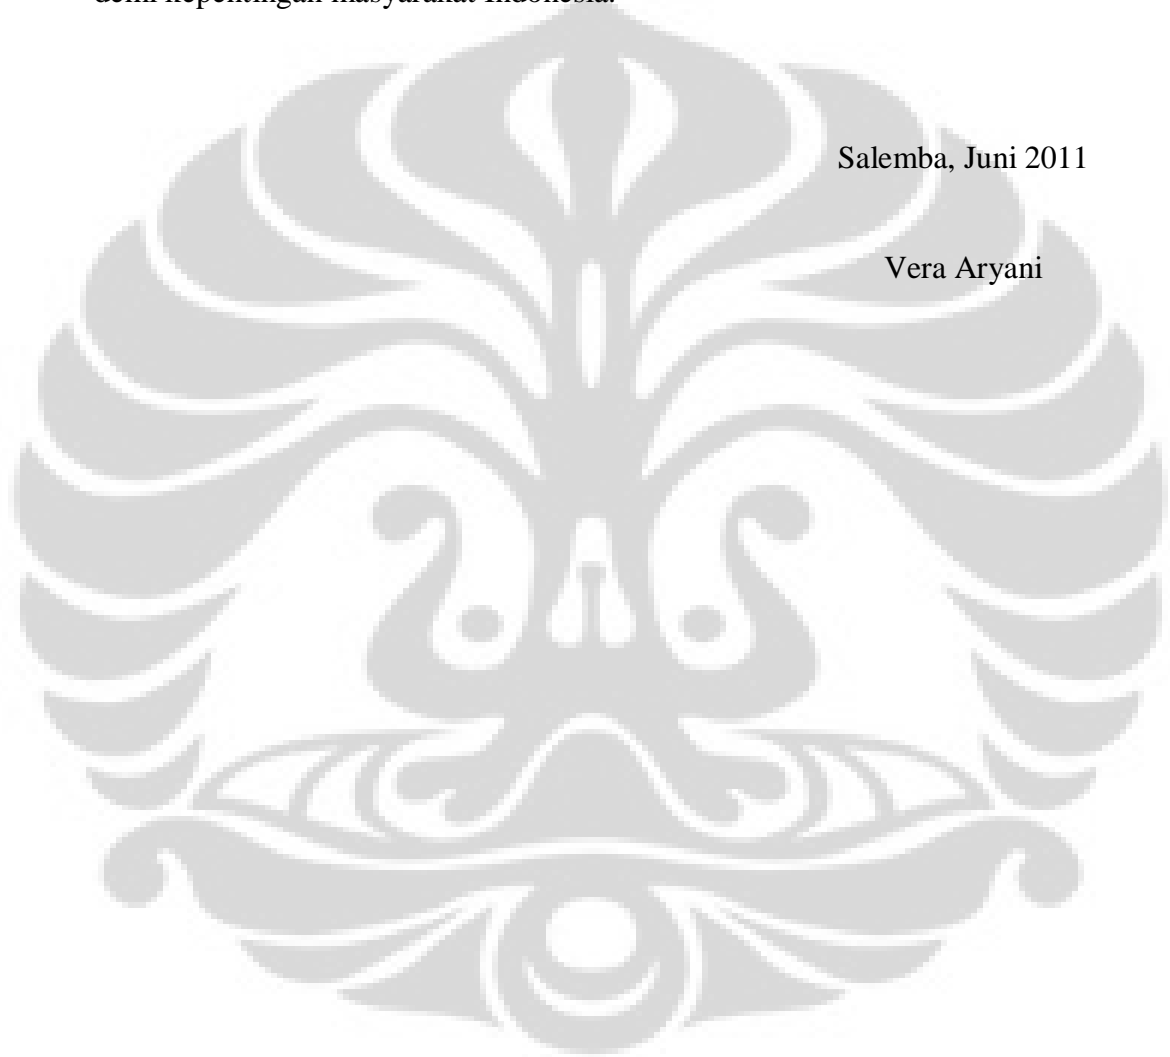 demi kepentingan masyarakat Indonesia.
Salemba, Juni 2011
Vera Aryani